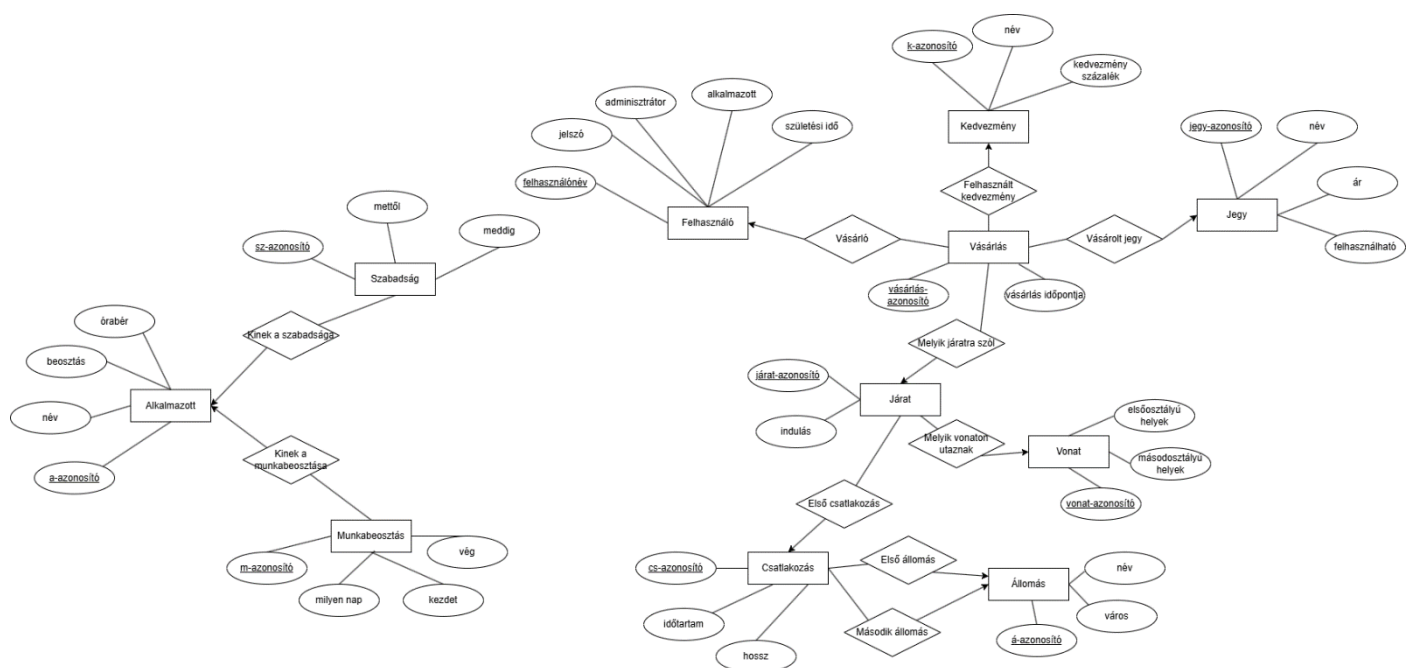 k-azonosító
név
kedvezmény
százalék
Kedvezmény
adminisztrátor
alkalmazott
jelszó
születési idő
felhasználónév
Felhasználó
Felhasznált
kedvezmény
jegy-azonosító
név
ár
felhasználható
Jegy
Vásárló
Vásárlás
Vásárolt jegy
vásárlás-
azonosító
vásárlás időpontja
mettől
sz-azonosító
meddig
Szabadság
Kinek a szabadsága
órabér
beosztás
név
a-azonosító
Alkalmazott
Kinek a
munkabeosztása
Munkabeosztás
m-azonosító
milyen nap
kezdet
vég
Melyik járatra szól
járat-azonosító
indulás
Járat
Melyik vonaton
utaznak
elsőosztályú
helyek
másodosztályú
helyek
Vonat
vonat-azonosító
Első csatlakozás
cs-azonosító
Csatlakozás
időtartam
hossz
Első állomás
Második állomás
Állomás
név
város
á-azonosító